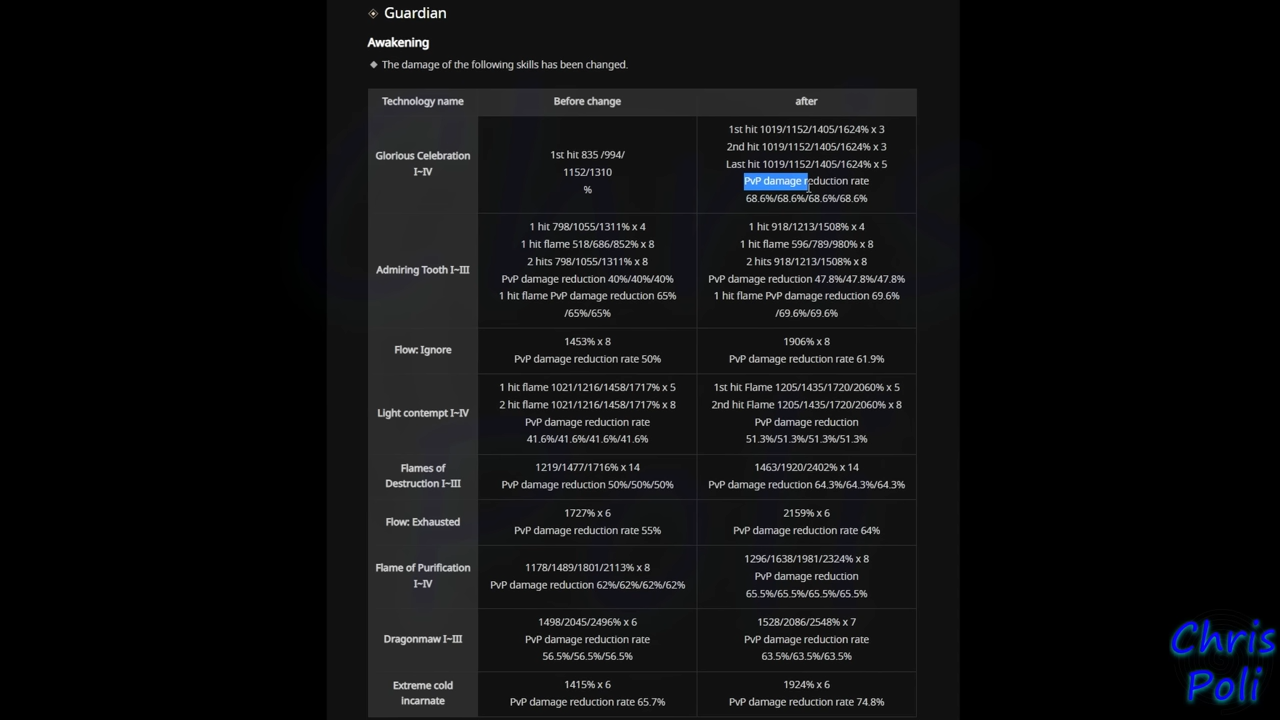 Guardian
Awakening
The damage of the following skills has been changed.
Technology name
Before change
after
Glorious Celebration
I~IV
1st hit 835 /994/
1152/1310
%
1st hit 1019/1152/1405/1624% x 3
2nd hit 1019/1152/1405/1624% x 3
Last hit 1019/1152/1405/1624% x 5
PvP damage reduction rate
68.6%/68.6%/68.6%/68.6%
Admiring Tooth I~III
1 hit 798/1055/1311% x 4
1 hit flame 518/686/852% x 8
2 hits 798/1055/1311% x 8
PvP damage reduction 40%/40%/40%
1 hit flame PvP damage reduction 65%
/65%/65%
1 hit 918/1213/1508% x 4
1 hit flame 596/789/980% x 8
2 hits 918/1213/1508% x 8
PvP damage reduction 47.8%/47.8%/47.8%
1 hit flame PvP damage reduction 69.6%
/69.6%/69.6%
Flow: Ignore
1453% x 8
PvP damage reduction rate 50%
1906% x 8
PvP damage reduction rate 61.9%
Light contempt I~IV
1 hit flame 1021/1216/1458/1717% x 5
2 hit flame 1021/1216/1458/1717% x 8
PvP damage reduction rate
41.6%/41.6%/41.6%/41.6%
1st hit Flame 1205/1435/1720/2060% x 5
2nd hit Flame 1205/1435/1720/2060% x 8
PvP damage reduction
51.3%/51.3%/51.3%/51.3%
Flames of
Destruction I~III
1219/1477/1716% x 14
PvP damage reduction 50%/50%/50%
1463/1920/2402% x 14
PvP damage reduction 64.3%/64.3%/64.3%
Flow: Exhausted
1727% x 6
PvP damage reduction rate 55%
2159% x 6
PvP damage reduction rate 64%
Flame of Purification
I~IV
1178/1489/1801/2113% x 8
PvP damage reduction 62%/62%/62%/62%
1296/1638/1981/2324% x 8
PvP damage reduction
65.5%/65.5%/65.5%/65.5%
Dragonmaw I~III
1498/2045/2496% x 6
PvP damage reduction rate
56.5%/56.5%/56.5%
1528/2086/2548% x 7
PvP damage reduction rate
63.5%/63.5%/63.5%
Extreme cold
incarnate
1415% x 6
PvP damage reduction rate 65.7%
1924% x 6
PvP damage reduction rate 74.8%
Chris
Poli